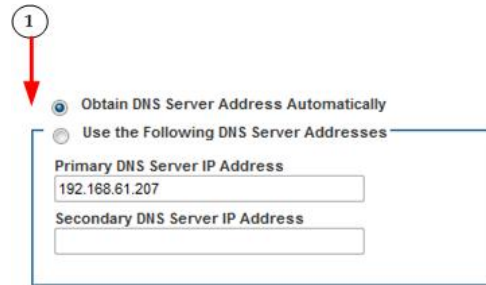 1
Obtain DNS Server Address Automatically
Use the Following DNS Server Addresses
Primary DNS Server IP Address
192.168.61.207
Secondary DNS Server IP Address